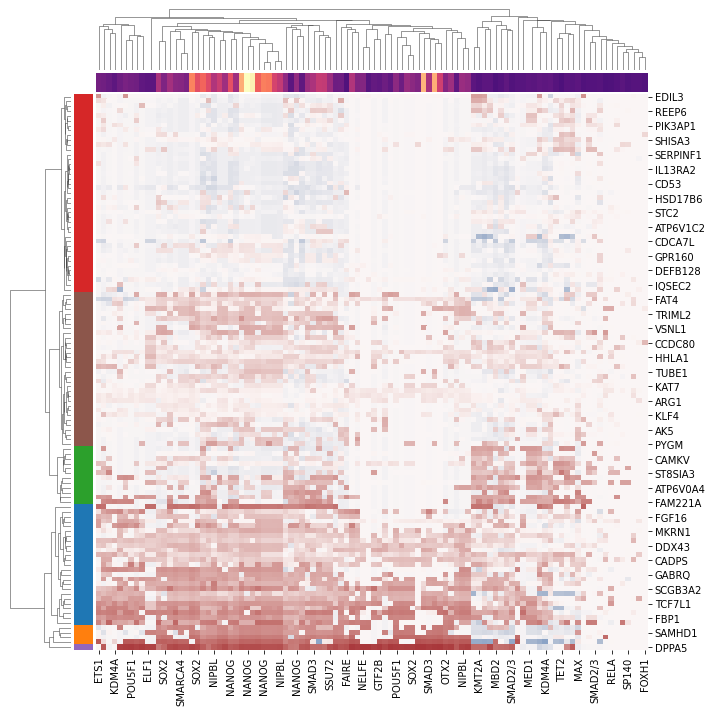 EDIL3
REEP6
PIK3AP1
SHISA3
SERPINF1
IL13RA2
CD53
HSD17B6
STC2
ATP6V1C2
CDCA7L
GPR160
DEFB128
IQSEC2
FAT4
TRIML2
VSNL1
CCDC80
HHLA1
TUBE1
KAT7
ARG1
KLF4
AK5
PYGM
CAMKV
ST8SIA3
ATP6V0A4
FAM221A
FGF16
MKRN1
DDX43
CADPS
GABRQ
SCGB3A2
TCF7L1
FBP1
SAMHD1
DPPA5
ETS1
KDM4A
POU5F1
ELF1
SOX2
SMARCA4
SOX2
NIPBL
NANOG
NANOG
NANOG
NIPBL
NANOG
SMAD3
SSU72
FAIRE
NELFE
GTF2B
POU5F1
SOX2
SMAD3
OTX2
NIPBL
KMT2A
MBD2
SMAD2/3
MED1
KDM4A
TET2
MAX
SMAD2/3
RELA
SP140
FOXH1